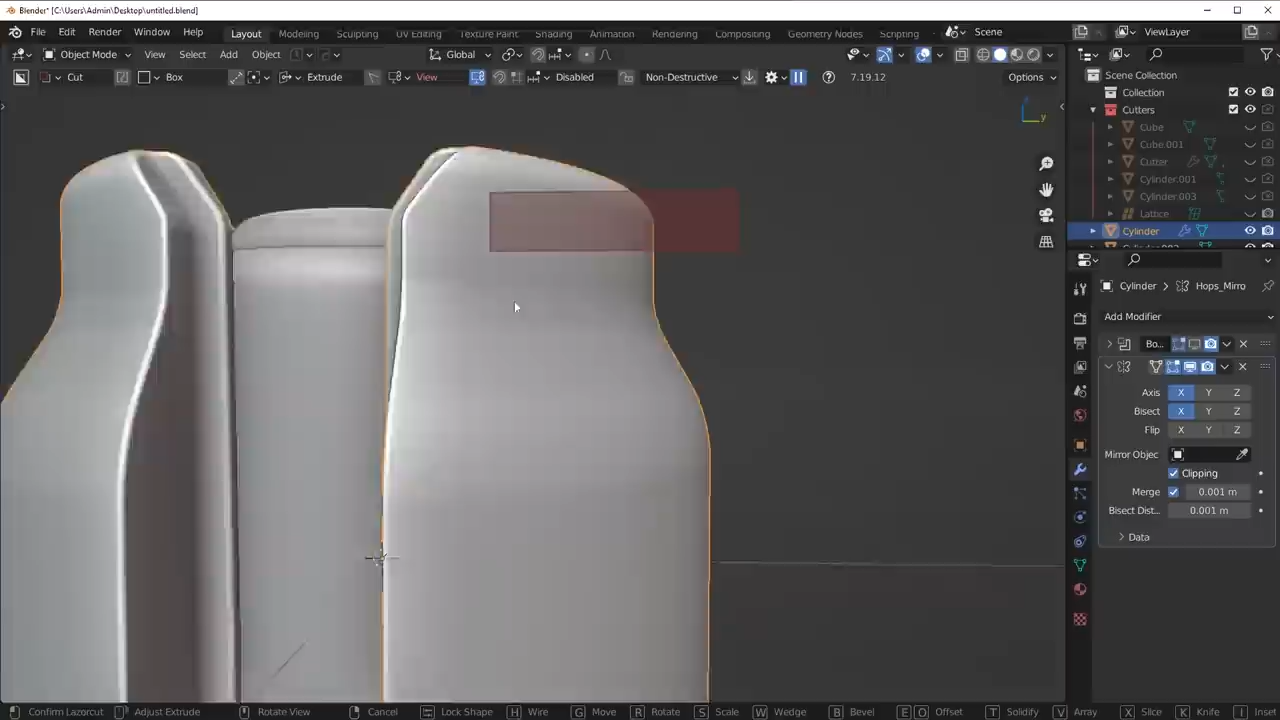 Blender* [C:\Users\Admin\Desktop\untitled.blend]
File Edit Render Window Help Layout Modeling Sculpting UV Editing Texture Paint Shading Animation Rendering Compositing Geometry Nodes Scripting Scene ViewLayer
Object Mode View Select Add Object Global
Cut Box Extrude View Disabled Non-Destructive 7.19.12 Options
Scene Collection
Collection
Cutters
Cube
Cube.001
Cutter
Cylinder.001
Cylinder.003
Lattice
Cylinder
y
Cylinder Hops_Mirro
Add Modifier
Bo...
Axis X Y Z
Bisect X Y Z
Flip X Y Z
Mirror Objec
Clipping
Merge 0.001 m
Bisect Dist... 0.001 m
Data
Confirm Lazorcut Adjust Extrude Rotate View Cancel Lock Shape H Wire G Move R Rotate S Scale W Wedge B Bevel E O Offset T Solidify V Array X Slice K Knife I Inset